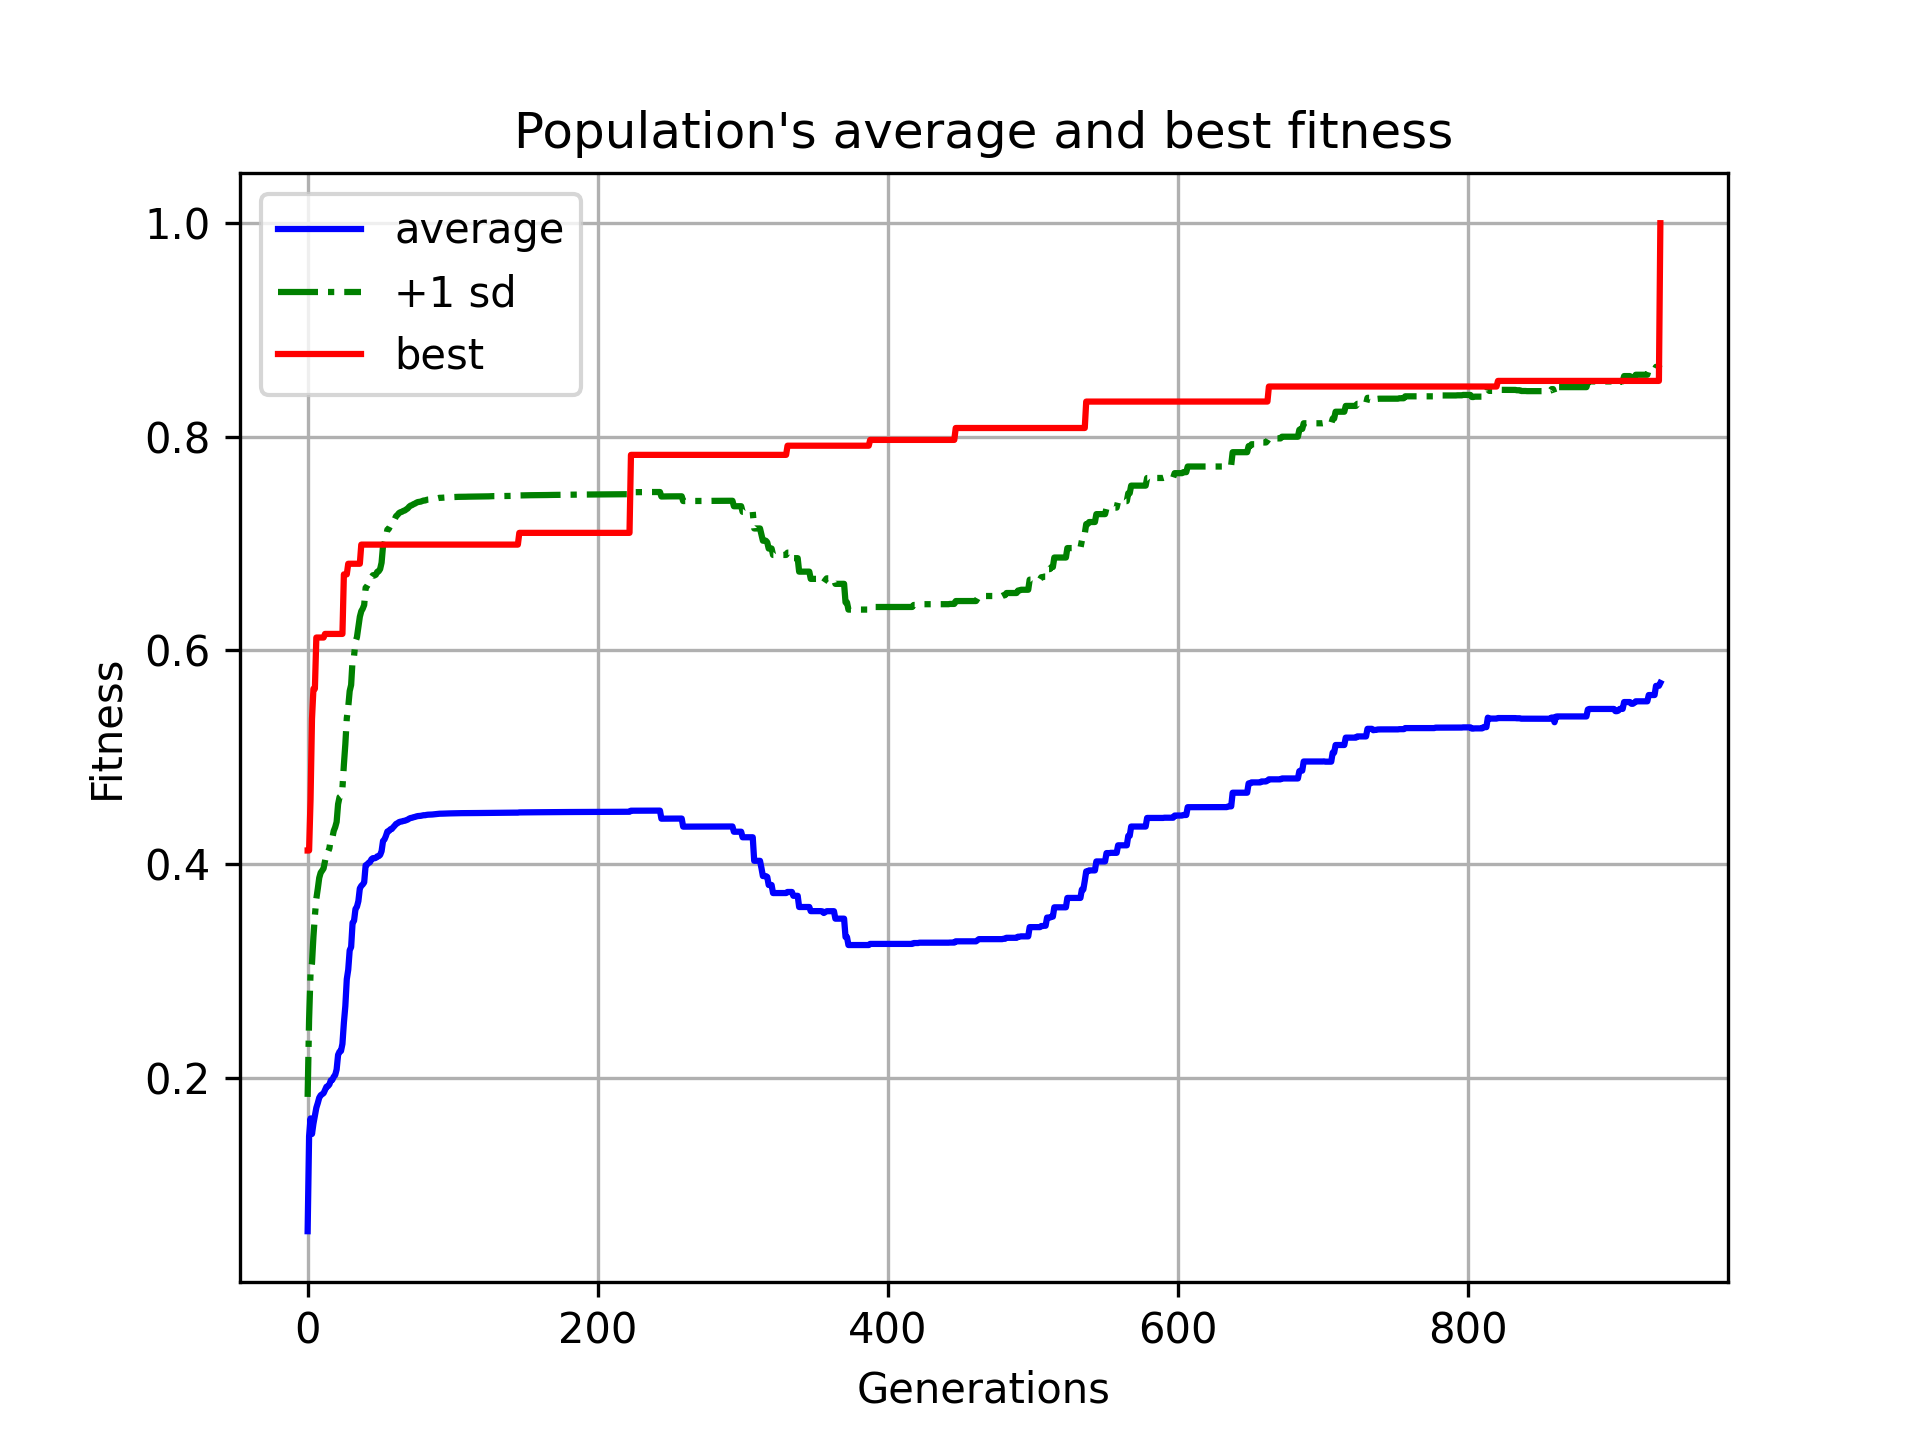 Population's average and best fitness
average
+1 sd
best
1.0
0.8
0.6
0.4
0.2
Fitness
0 200 400 600 800
Generations